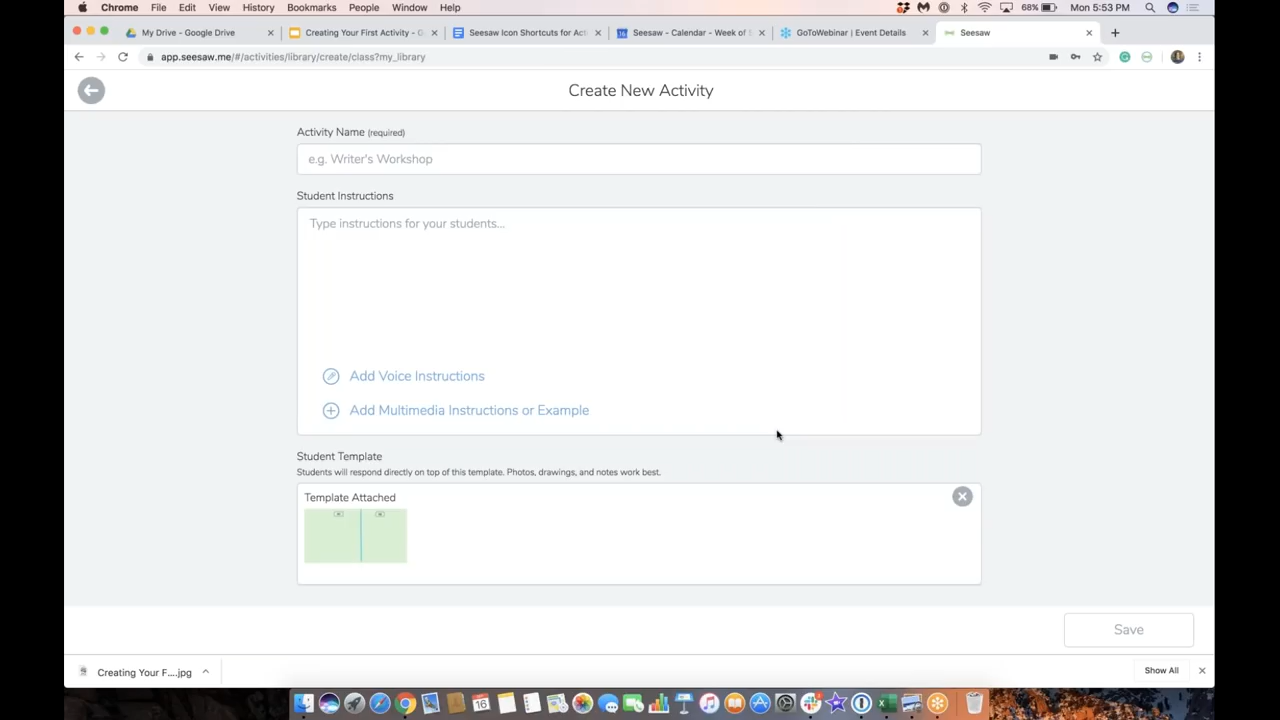 Chrome File Edit View History Bookmarks People Window Help 68% Mon 5:53 PM
My Drive - Google Drive Creating Your First Activity - G Seesaw Icon Shortcuts for Act Seesaw - Calendar - Week of S GoToWebinar | Event Details Seesaw
app.seesaw.me/#/activities/library/create/class?my_library
Create New Activity
Activity Name (required)
e.g. Writer's Workshop
Student Instructions
Type instructions for your students...
Add Voice Instructions
Add Multimedia Instructions or Example
Student Template
Students will respond directly on top of this template. Photos, drawings, and notes work best.
Template Attached
Save
Creating Your F....jpg Show All
16